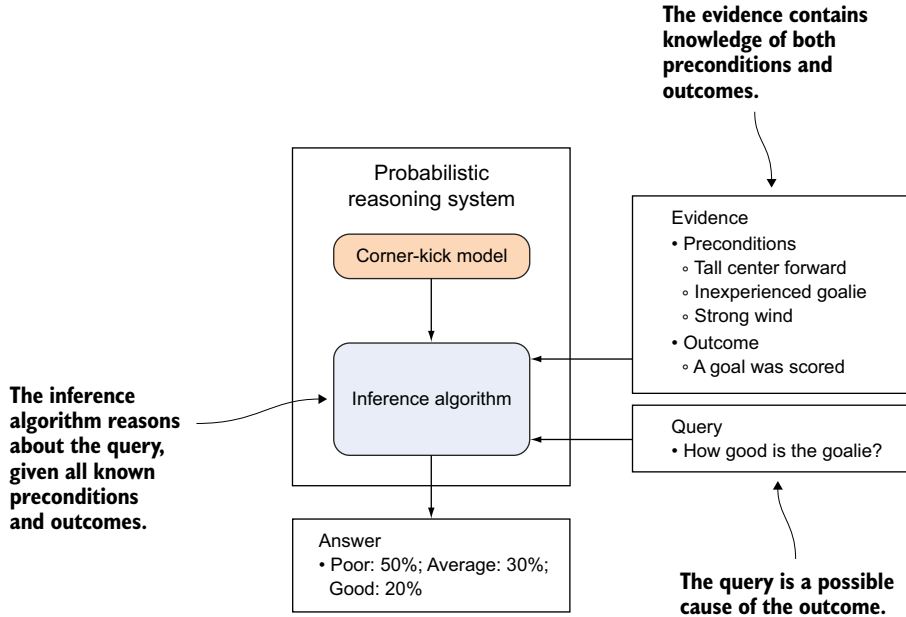 The evidence contains
knowledge of both
preconditions and
outcomes.
Probabilistic
reasoning system
Corner-kick model
Inference algorithm
Evidence
• Preconditions
◦ Tall center forward
◦ Inexperienced goalie
◦ Strong wind
• Outcome
◦ A goal was scored
The inference
algorithm reasons
about the query,
given all known
preconditions
and outcomes.
Query
• How good is the goalie?
Answer
• Poor: 50%; Average: 30%;
Good: 20%
The query is a possible
cause of the outcome.